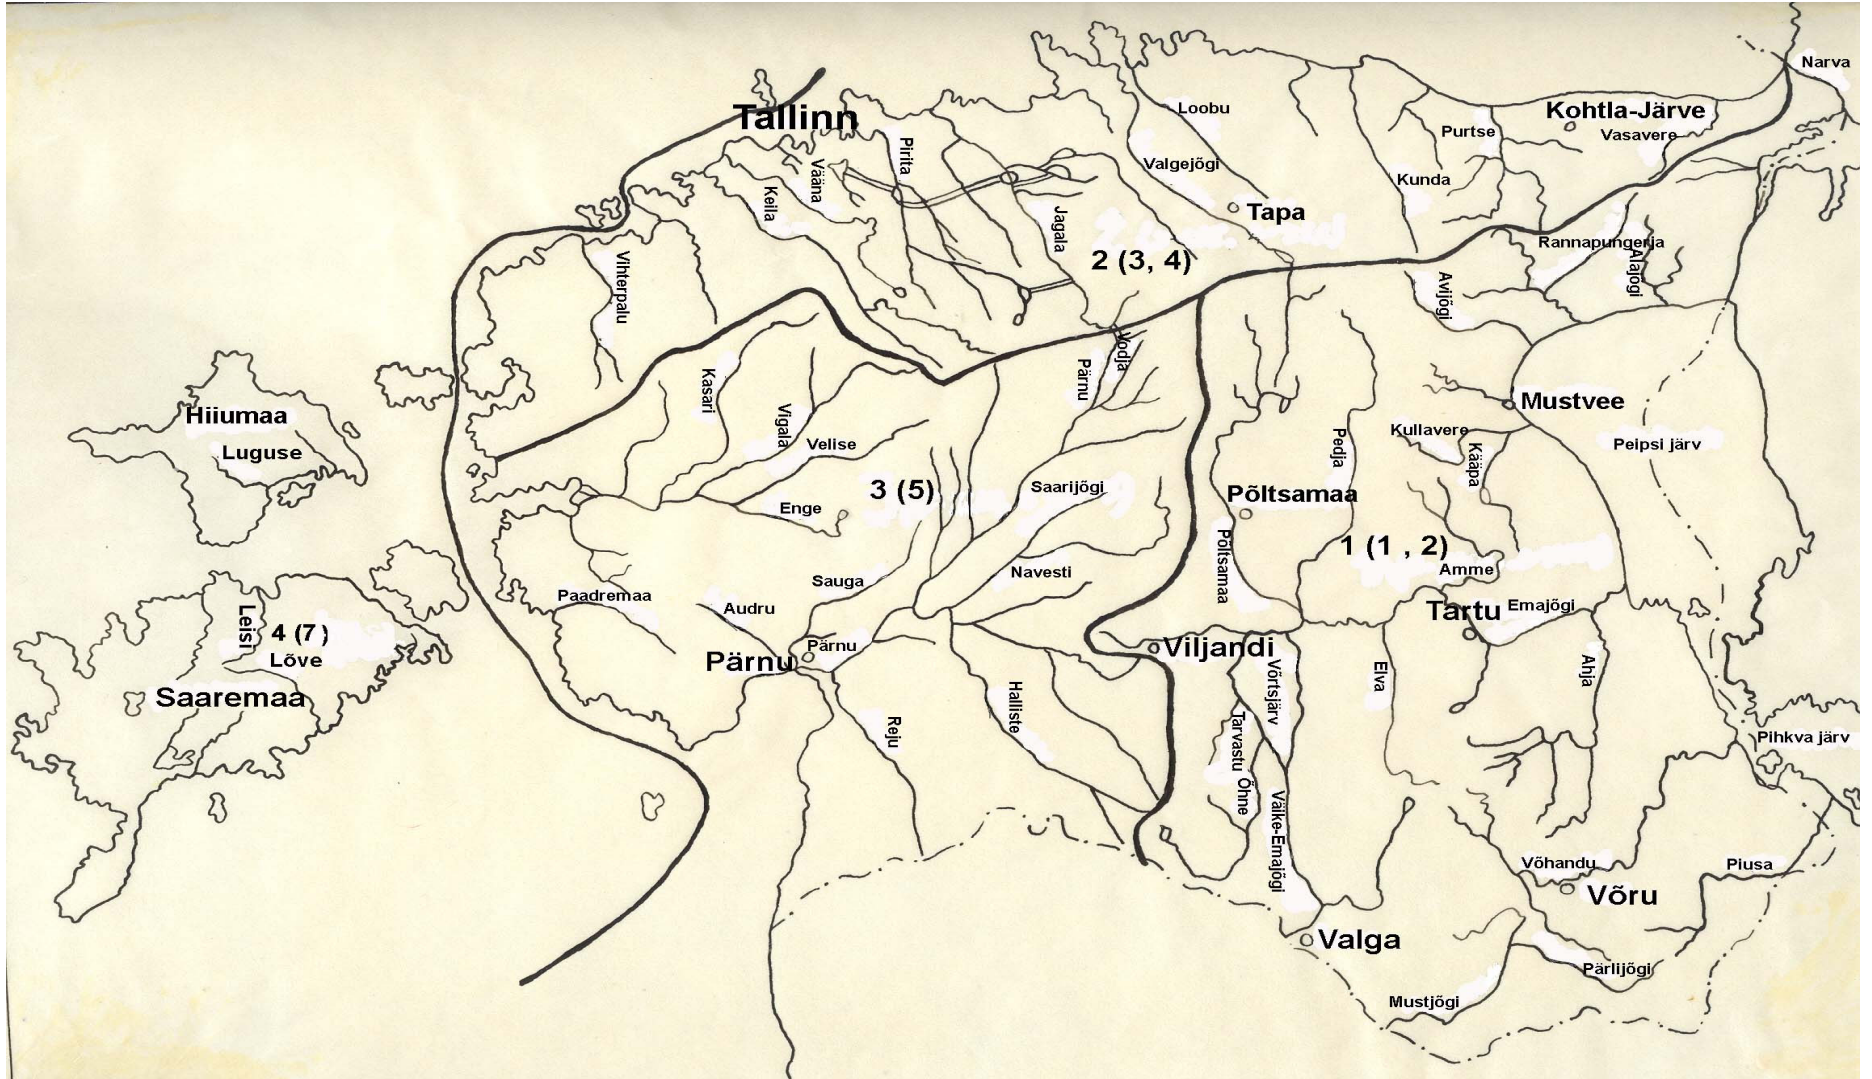 Narva
Tallinn
Loobu
Kohtla-Järve
Purtse
Vasavere
Pirita
Vääna
Valgejõgi
Kunda
Keila
Tapa
Jagala
2 (3, 4)
Rannapungerja
Alajõgi
Avijõgi
Vihterpalu
Vodja
Pärnu
Kasari
Hiiumaa
Luguse
Vigala
Velise
Mustvee
Kullavere
Kääpa
Peipsi järv
Pedja
3 (5)
Saarijõgi
Enge
Põltsamaa
Põltsamaa
1 (1 , 2)
Amme
Navesti
Sauga
Paadremaa
Audru
Tartu
Emajõgi
Leisi
4 (7)
Lõve
Saaremaa
Pärnu
Pärnu
Viljandi
Võrtsjärv
Elva
Ahja
Reju
Halliste
Tarvastu
Õhne
Väike-Emajõgi
Pihkva järv
Võhandu
Piusa
Võru
Valga
Pärlijõgi
Mustjõgi